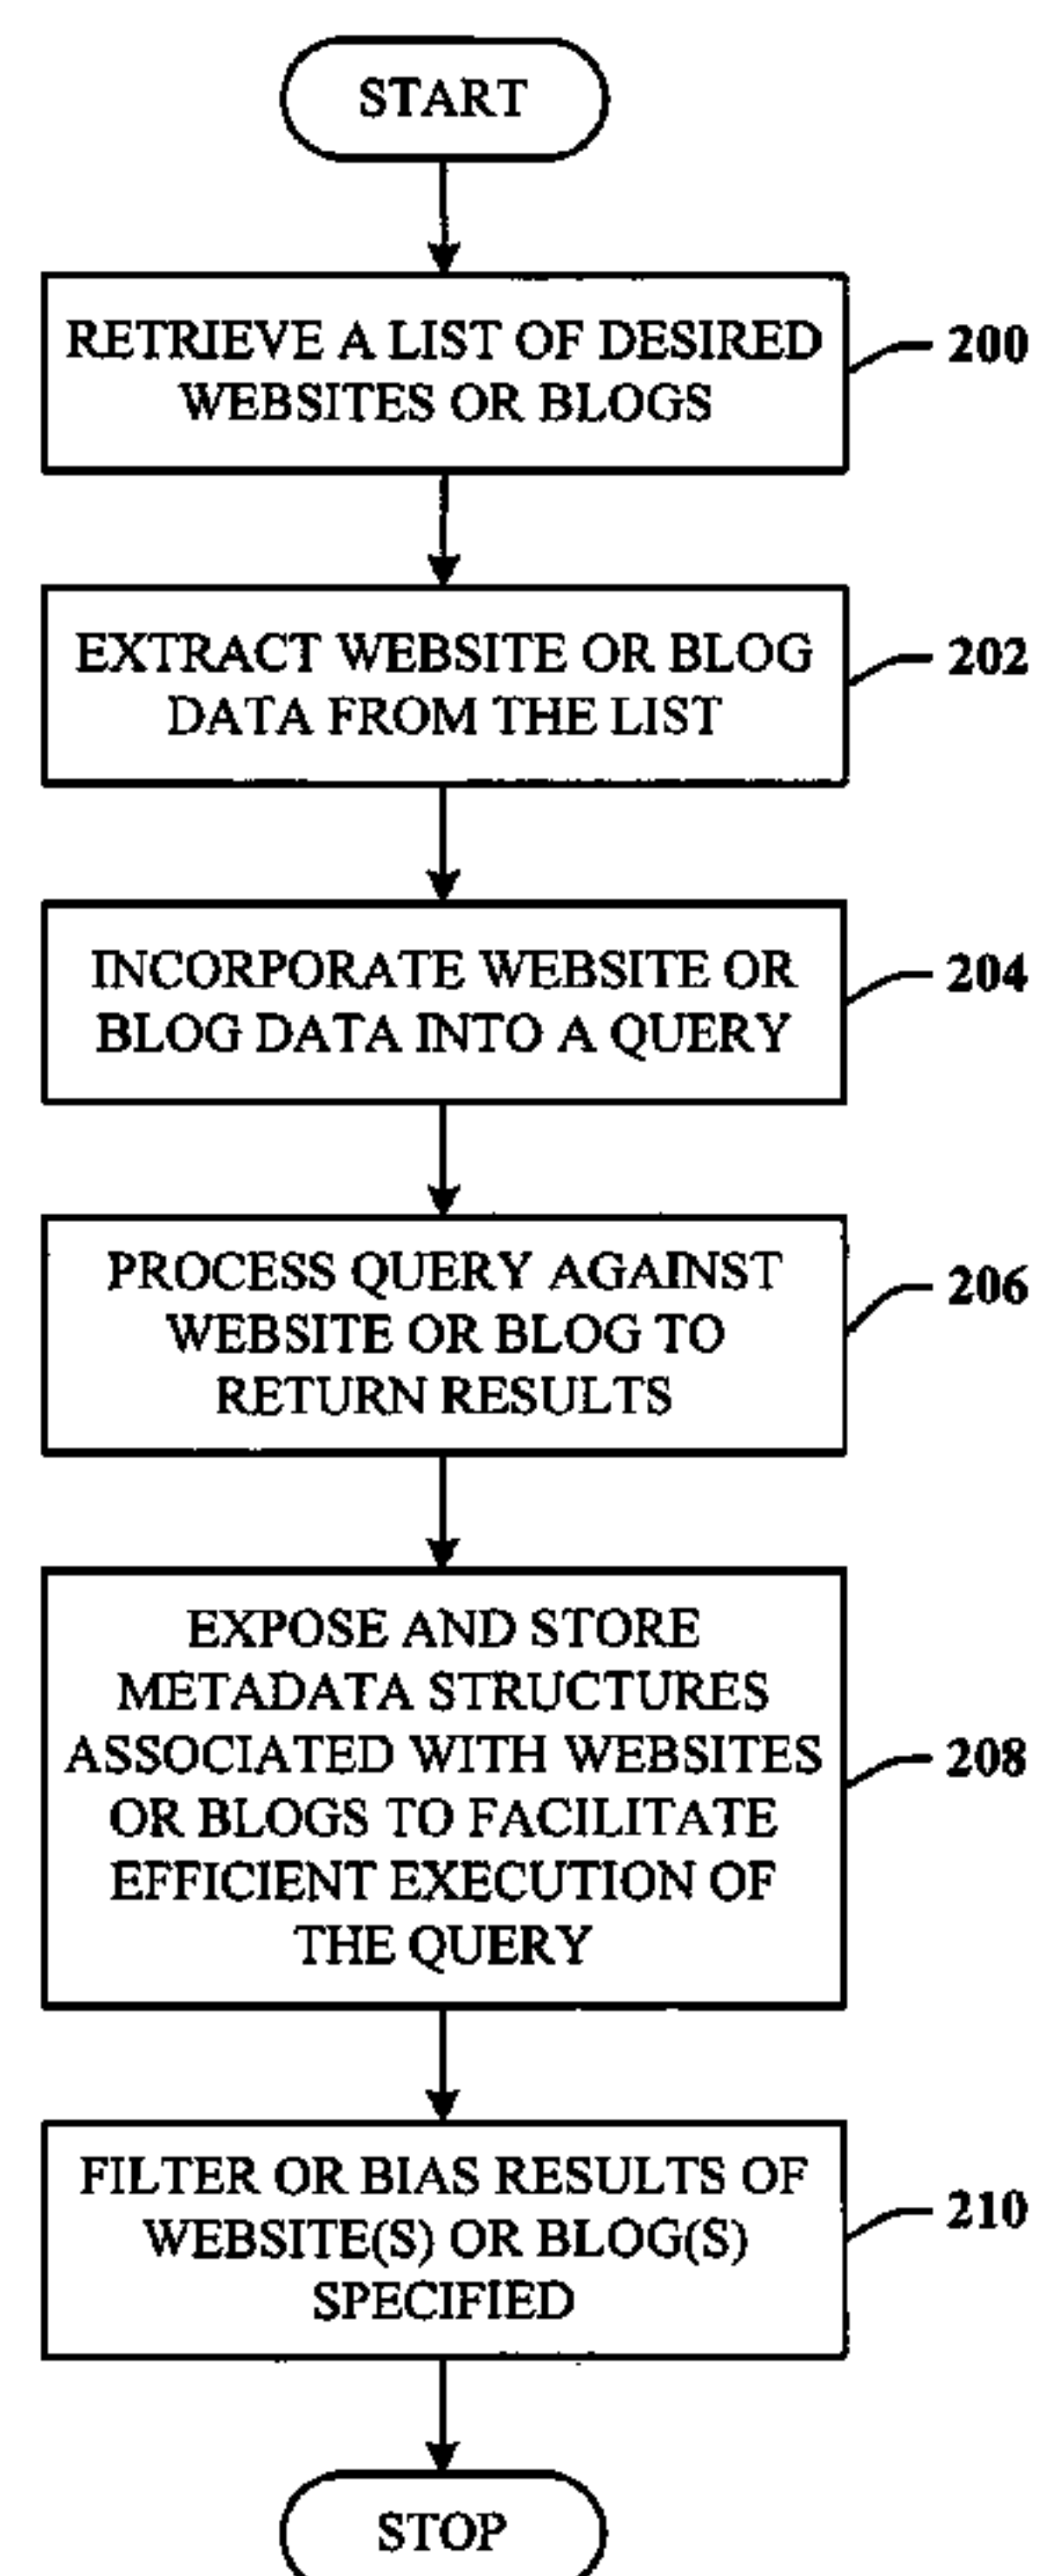 START
RETRIEVE A LIST OF DESIRED
WEBSITES OR BLOGS
200
EXTRACT WEBSITE OR BLOG
DATA FROM THE LIST
202
INCORPORATE WEBSITE OR
BLOG DATA INTO A QUERY
204
PROCESS QUERY AGAINST
WEBSITE OR BLOG TO
RETURN RESULTS
206
EXPOSE AND STORE
METADATA STRUCTURES
ASSOCIATED WITH WEBSITES
OR BLOGS TO FACILITATE
EFFICIENT EXECUTION OF
THE QUERY
208
FILTER OR BIAS RESULTS OF
WEBSITE(S) OR BLOG(S)
SPECIFIED
210
STOP